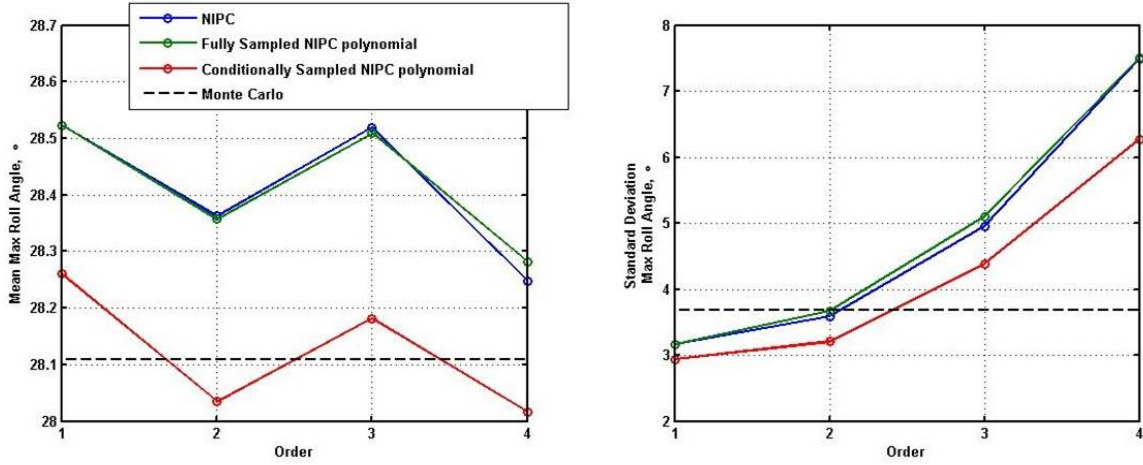 28.7
28.6
28.5
28.4
28.3
28.2
28.1
28
1
2
3
4
Order
Mean Max Roll Angle, °
NIPC
Fully Sampled NIPC polynomial
Conditionally Sampled NIPC polynomial
Monte Carlo
8
7
6
5
4
3
2
1
2
3
4
Order
Standard Deviation
Max Roll Angle, °